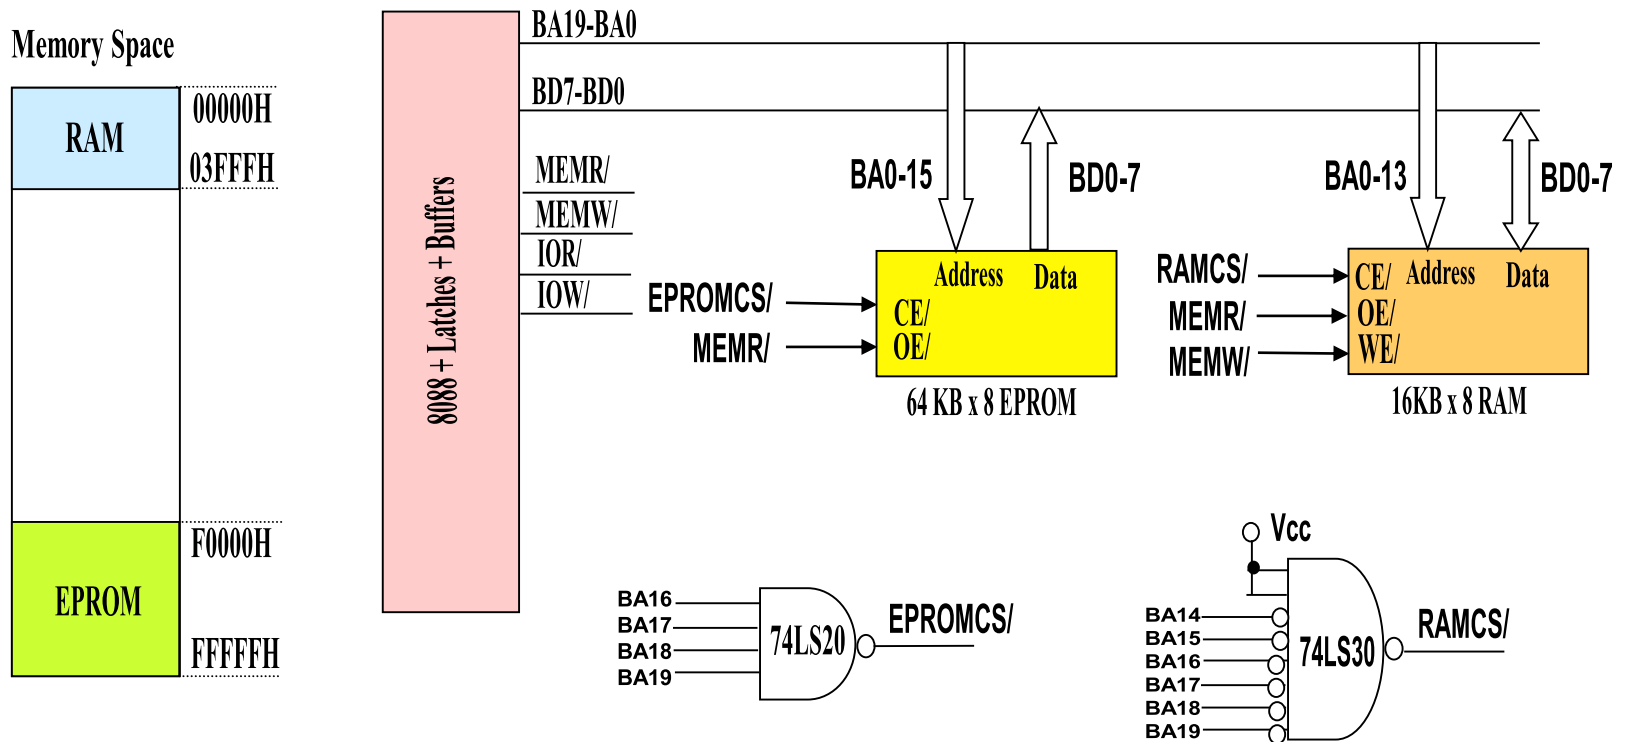 Memory Space
RAM
00000H
03FFFH
EPROM
F0000H
FFFFFH
8088 + Latches + Buffers
BA19-BA0
BD7-BD0
MEMR/
MEMW/
IOR/
IOW/
BA0-15
BD0-7
EPROMCS/
MEMR/
Address Data
CE/
OE/
64 KB x 8 EPROM
BA0-13
BD0-7
RAMCS/
MEMR/
MEMW/
CE/ Address Data
OE/
WE/
16KB x 8 RAM
BA16
BA17
BA18
BA19
74LS20
EPROMCS/
Vcc
BA14
BA15
BA16
BA17
BA18
BA19
74LS30
RAMCS/